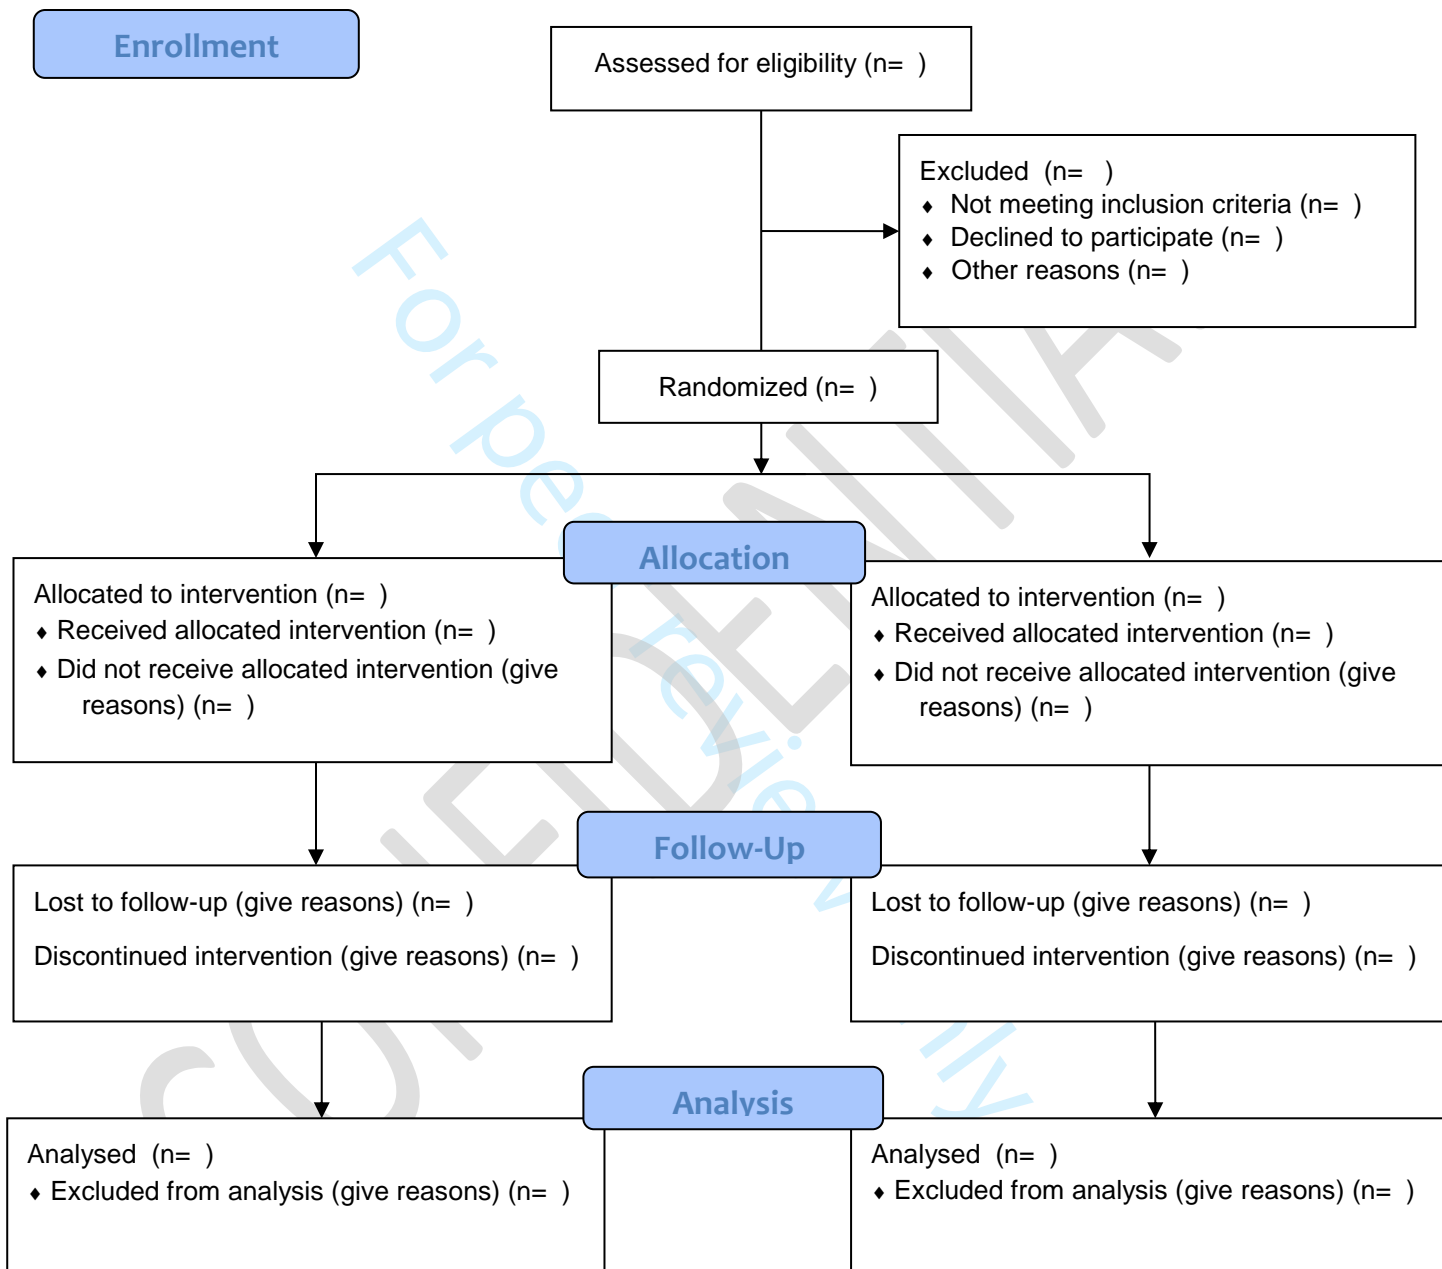 Enrollment
Assessed for eligibility (n=  )
Excluded  (n=   )
♦ Not meeting inclusion criteria (n=  )
♦ Declined to participate (n=  )
♦ Other reasons (n=  )
Randomized (n=  )
Allocation
Allocated to intervention (n=  )
♦ Received allocated intervention (n=  )
♦ Did not receive allocated intervention (give
reasons) (n=  )
Allocated to intervention (n=  )
♦ Received allocated intervention (n=  )
♦ Did not receive allocated intervention (give
reasons) (n=  )
Follow-Up
Lost to follow-up (give reasons) (n=  )
Discontinued intervention (give reasons) (n=  )
Lost to follow-up (give reasons) (n=  )
Discontinued intervention (give reasons) (n=  )
Analysis
Analysed  (n=  )
♦ Excluded from analysis (give reasons) (n=  )
Analysed  (n=  )
♦ Excluded from analysis (give reasons) (n=  )
For
review